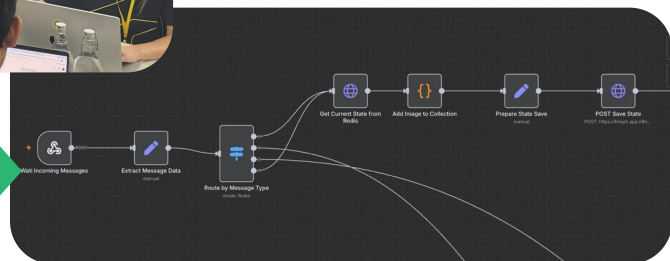 Get Current State from
Redis
Add Image to Collection
Prepare State Save
manual
POST Save State
POST
Wati Incoming Messages
Extract Message Data
manual
Route by Message Type
mode: Rules